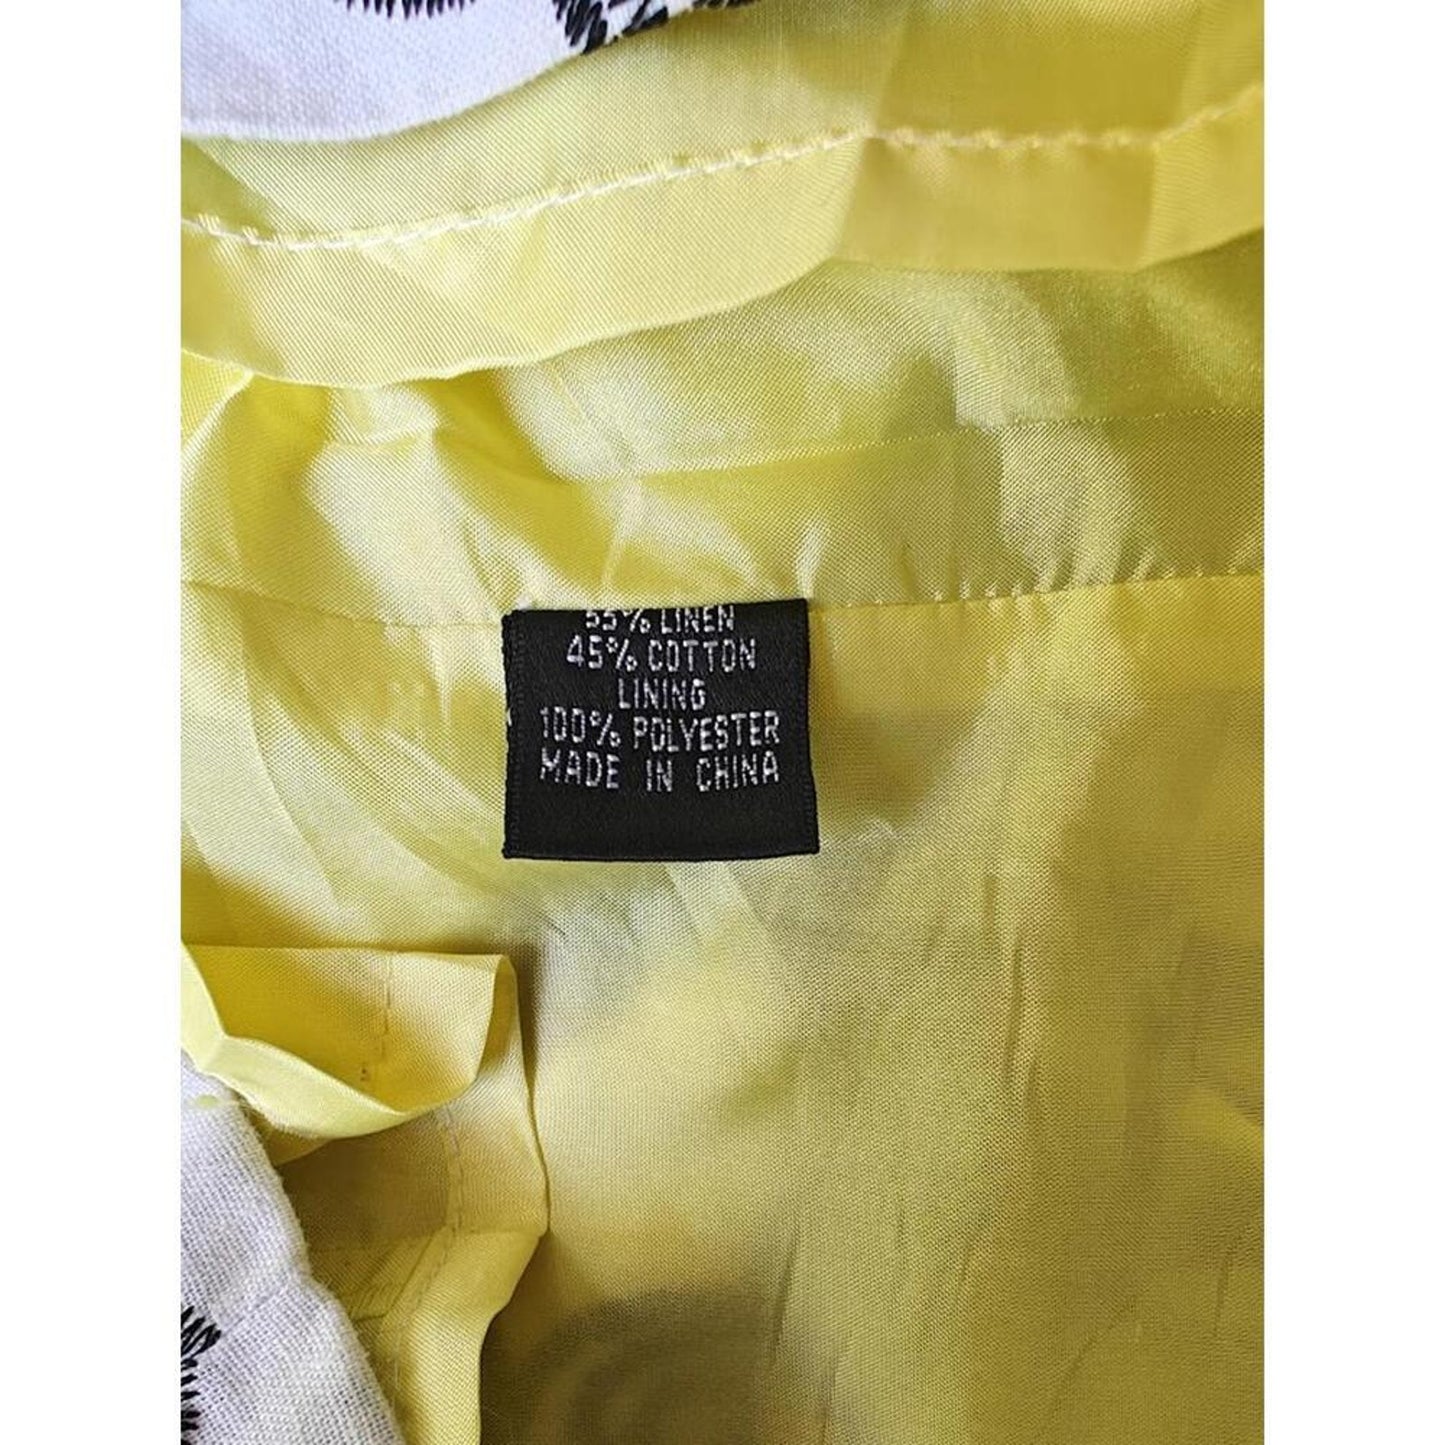 55% LINEN
45% COTTON
LINING
100% POLYESTER
MADE IN CHINA